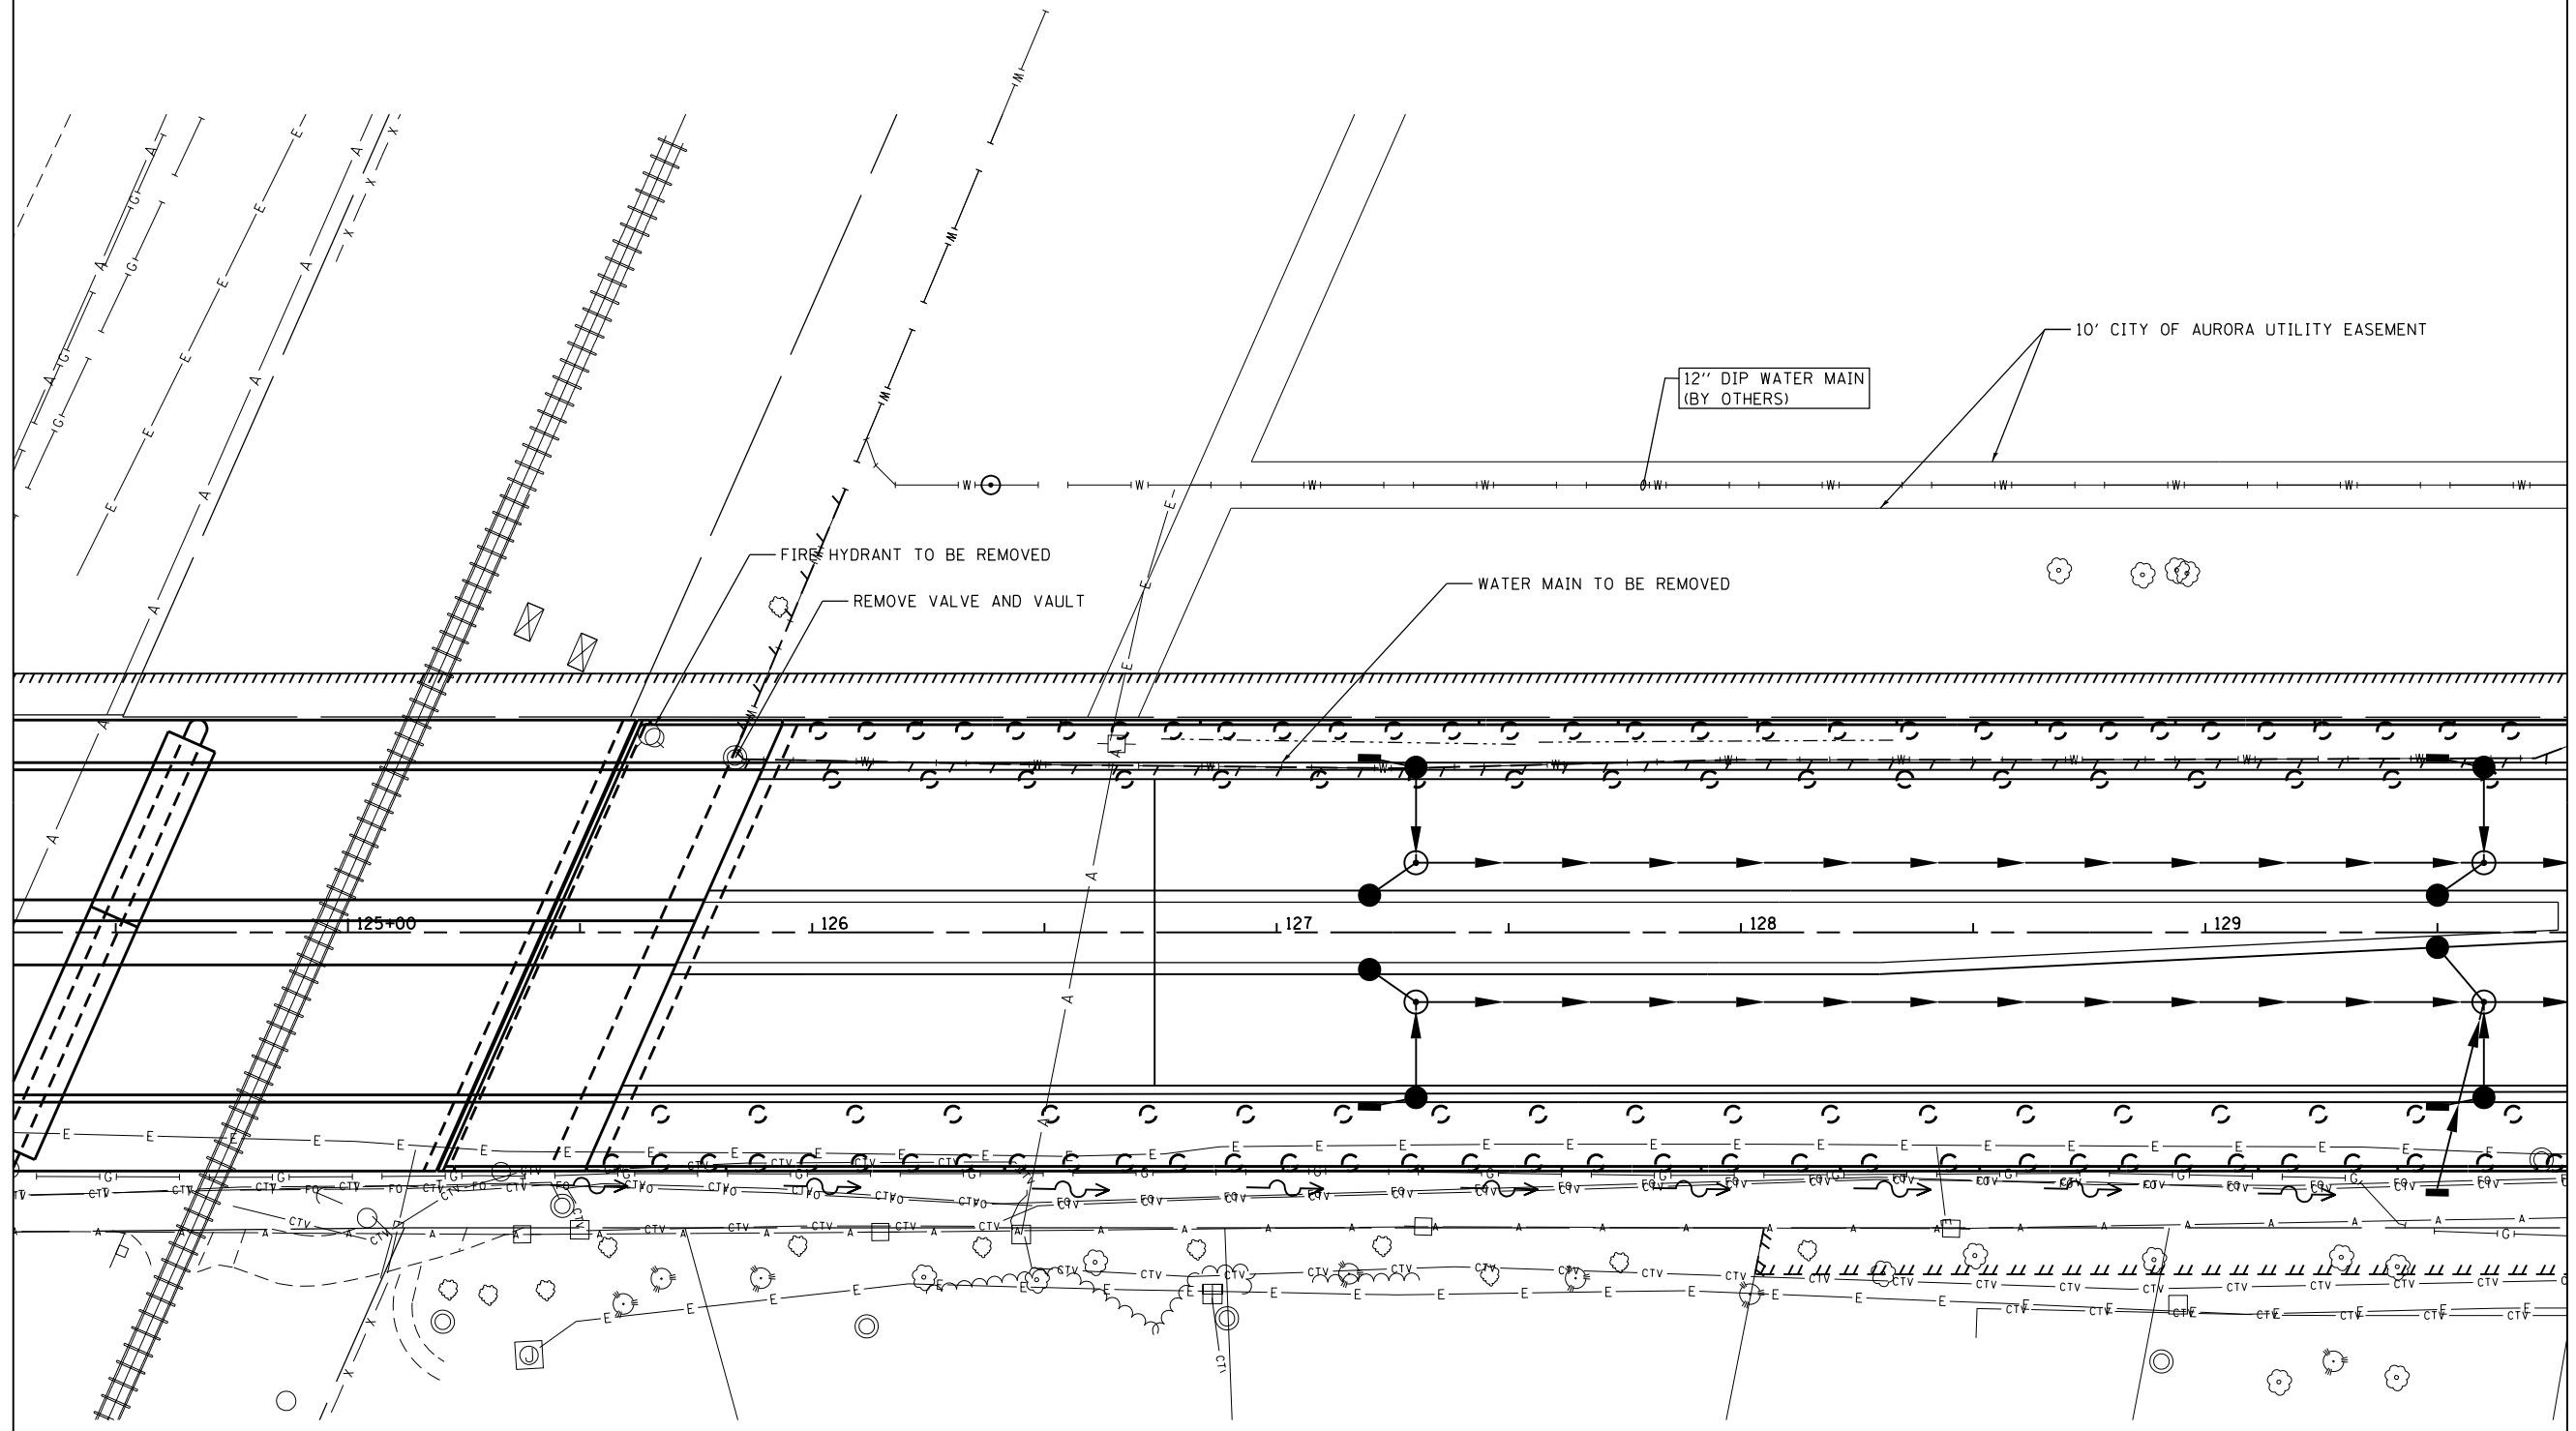 10' CITY OF AURORA UTILITY EASEMENT
12'' DIP WATER MAIN
(BY OTHERS)
FIRE HYDRANT TO BE REMOVED
WATER MAIN TO BE REMOVED
REMOVE VALVE AND VAULT
125+00
126
127
128
129